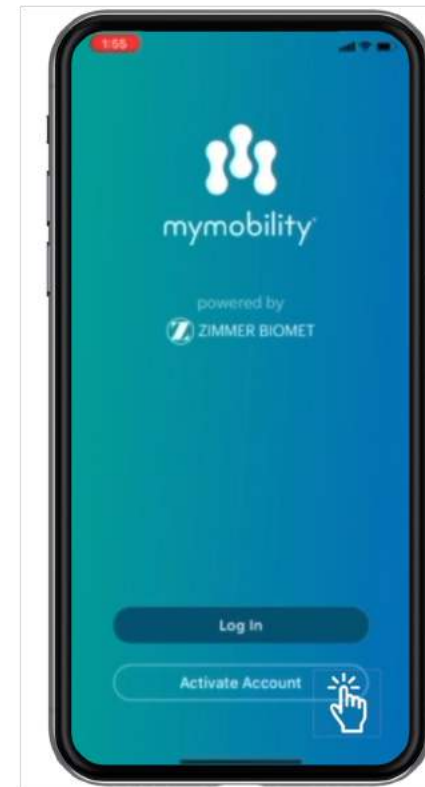 1:55
mymobility®
powered by
ZIMMER BIOMET
Log In
Activate Account